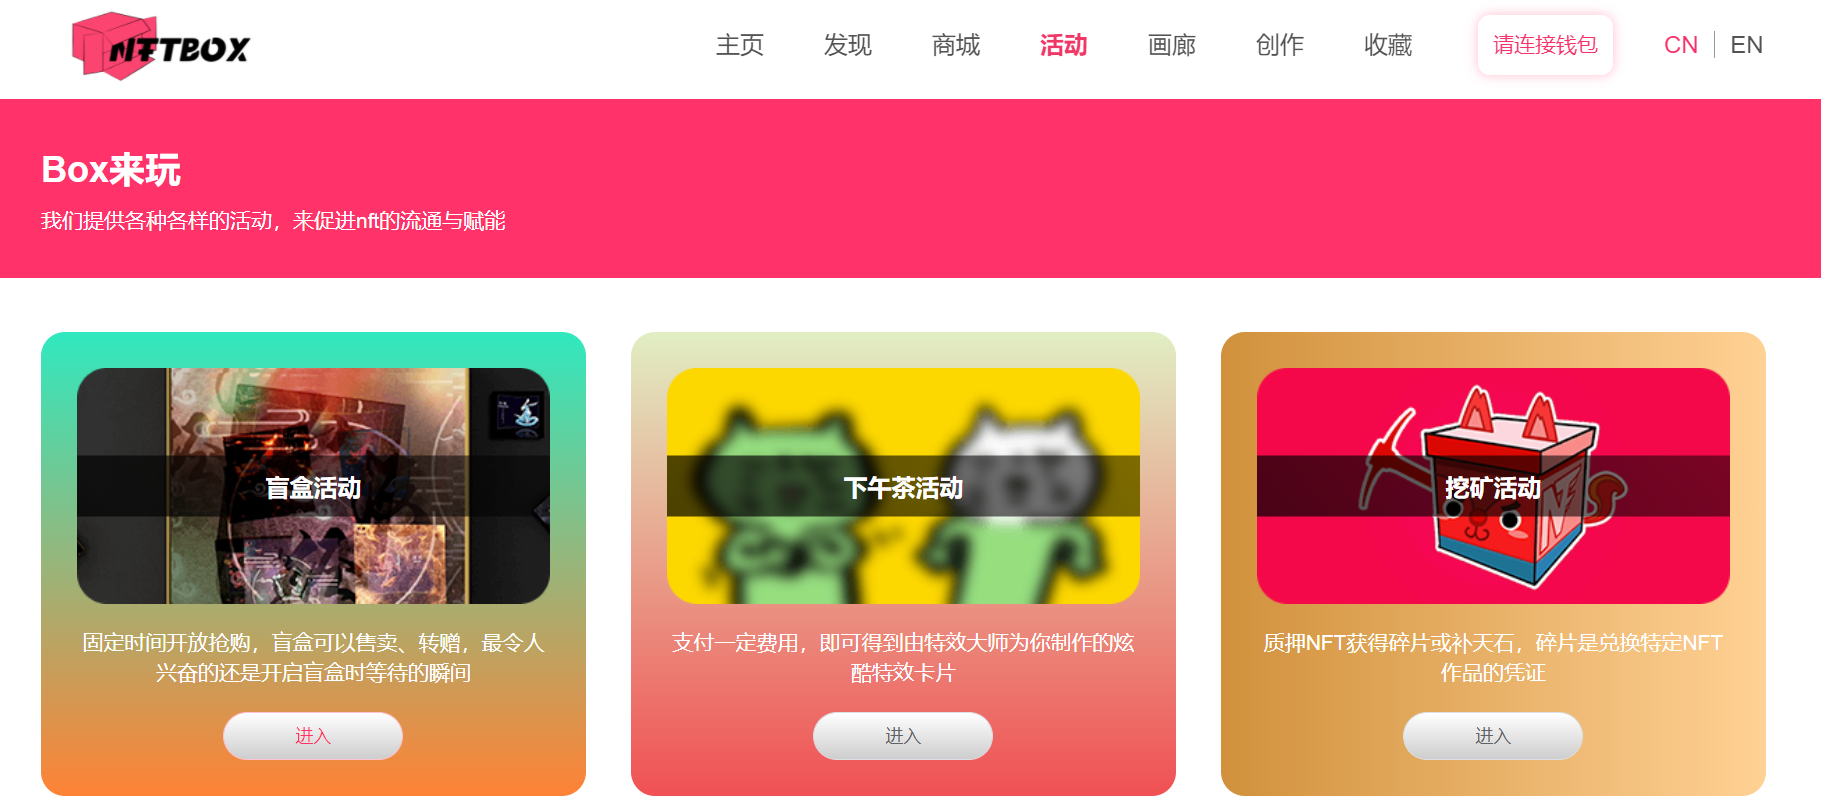 NFTBOX
主页 发现 商城 活动 画廊 创作 收藏 请连接钱包 CN EN
Box来玩
我们提供各种各样的活动，来促进nft的流通与赋能
盲盒活动
固定时间开放抢购，盲盒可以售卖、转赠，最令人
兴奋的还是开启盲盒时等待的瞬间
进入
下午茶活动
支付一定费用，即可得到由特效大师为你制作的炫
酷特效卡片
进入
挖矿活动
质押NFT获得碎片或补天石，碎片是兑换特定NFT
作品的凭证
进入